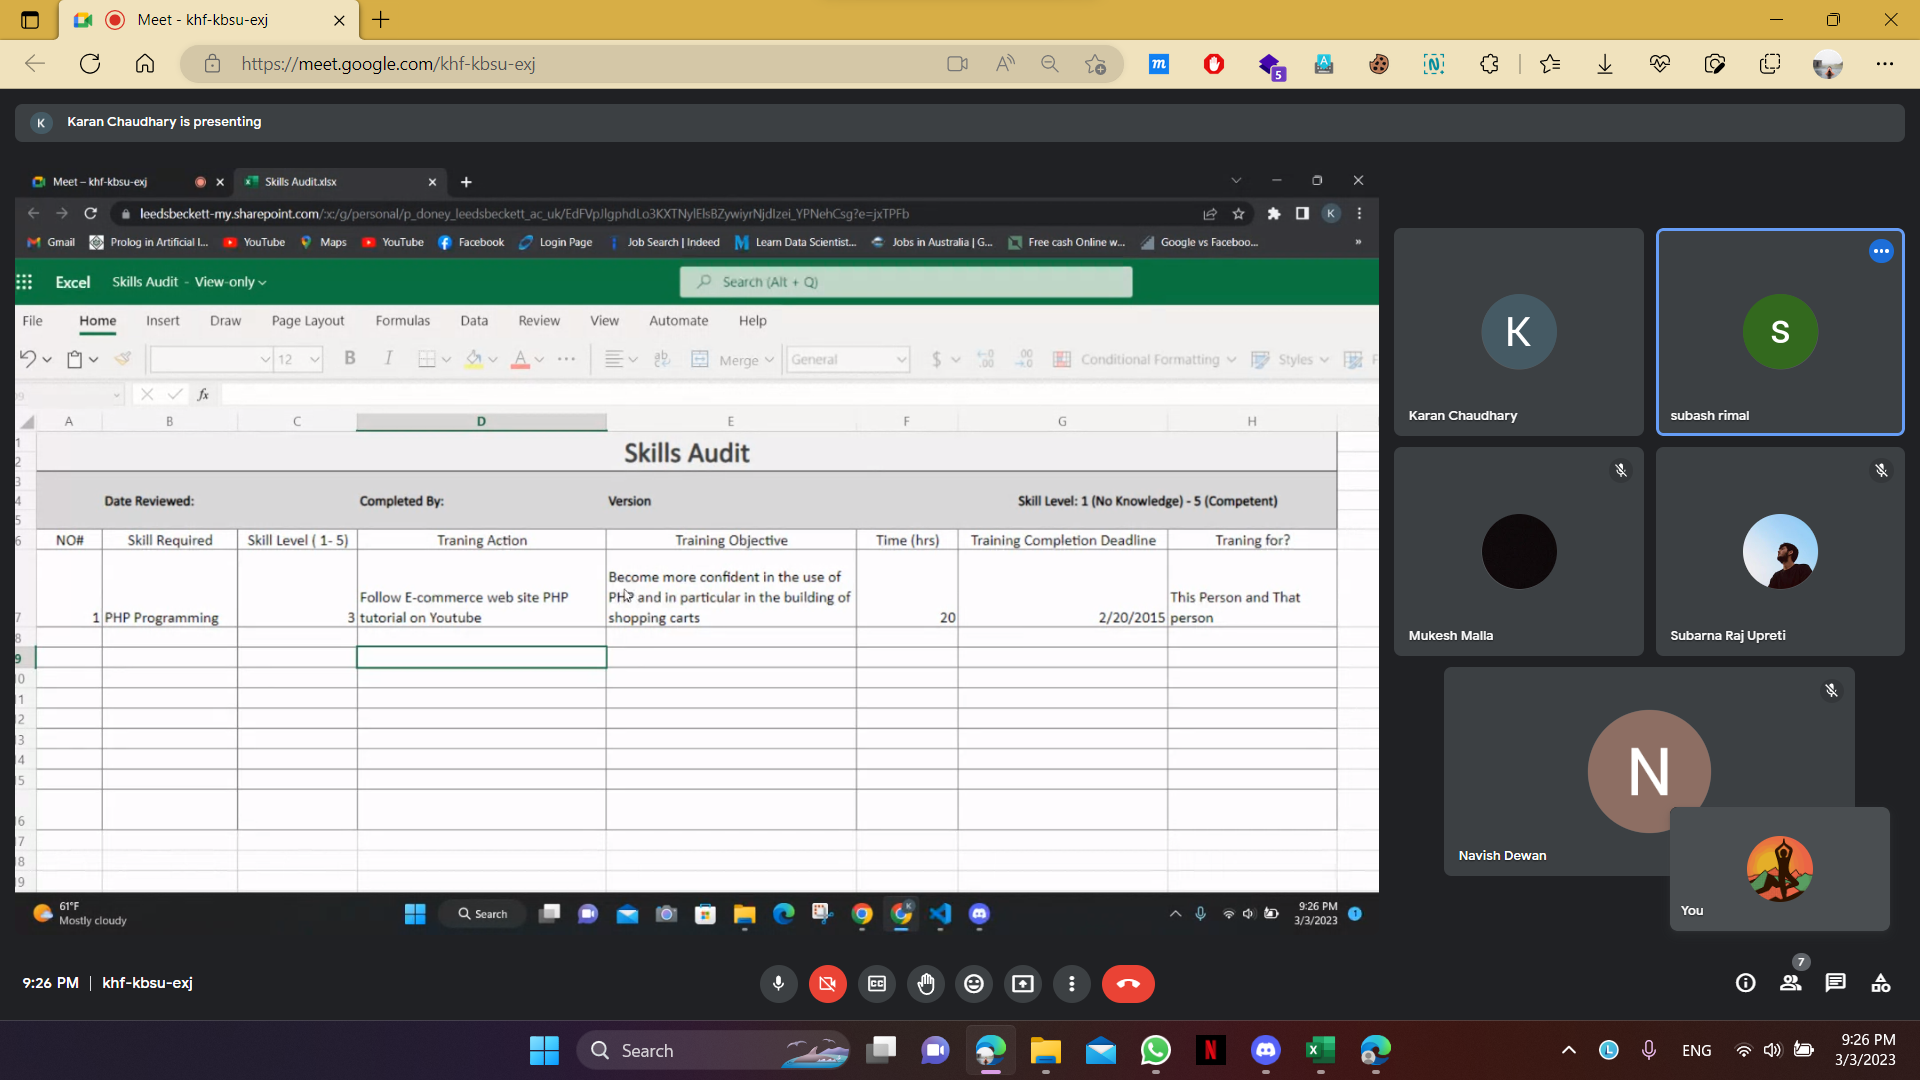 Meet - khf-kbsu-exj
https://meet.google.com/khf-kbsu-exj
5
K
Karan Chaudhary is presenting
Meet – khf-kbsu-exj
Skills Audit.xlsx
leedsbeckett-my.sharepoint.com/:x:/g/personal/p_doney_leedsbeckett_ac_uk/
K
Gmail
Prolog in Artificial I...
YouTube
Maps
YouTube
Facebook
Login Page
Job Search | Indeed
Learn Data Scientist...
Jobs in Australia | G...
Free cash Online w...
Google vs Faceboo...
»
Excel
Skills Audit - View-only
Search (Alt + Q)
File
Home
Insert
Draw
Page Layout
Formulas
Data
Review
View
Automate
Help
12
B
I
A
Merge
General
$
Conditional Formatting
Styles
fx
A
B
C
D
E
F
G
H
Skills Audit
Date Reviewed:
Completed By:
Version
Skill Level: 1 (No Knowledge) - 5 (Competent)
NO#
Skill Required
Skill Level ( 1- 5)
Traning Action
Training Objective
Time (hrs)
Training Completion Deadline
Traning for?
1
PHP Programming
3
Follow E-commerce web site PHP
tutorial on Youtube
Become more confident in the use of
PHP and in particular in the building of
shopping carts
20
2/20/2015
This Person and That
person
61°F
Mostly cloudy
Search
9:26 PM
3/3/2023
1
K
Karan Chaudhary
s
subash rimal
Mukesh Malla
Subarna Raj Upreti
N
Navish Dewan
You
9:26 PM | khf-kbsu-exj
7
Search
ENG
9:26 PM
3/3/2023